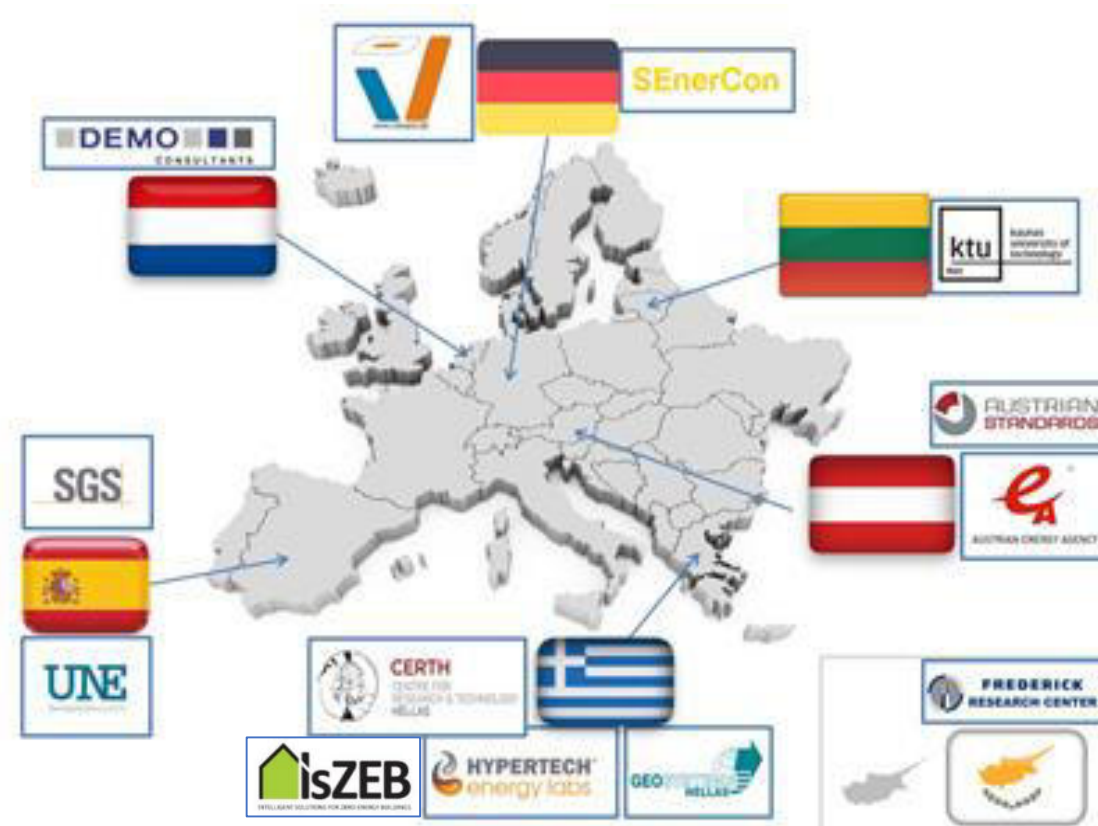 SEnerCon
DEMO
CONSULTANTS
ktu
kaunas
university of
technology
AUSTRIAN
STANDARDS
AUSTRIAN ENERGY AGENCY
SGS
UNE
CERTH
CENTRE FOR
RESEARCH & TECHNOLOGY
HELLAS
FREDERICK
RESEARCH CENTER
isZEB
INTELLIGENT SOLUTIONS FOR ZERO ENERGY BUILDINGS
HYPERTECH
energy labs
GEO
HELLAS